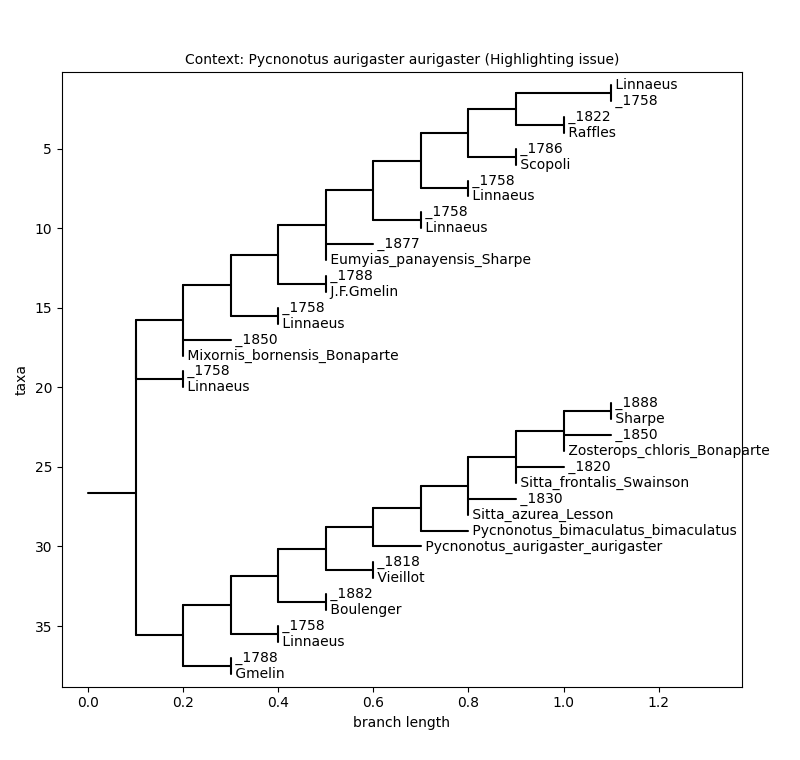 Context: Pycnonotus aurigaster aurigaster (Highlighting issue)
Linnaeus
_1758
_1822
Raffles
_1786
Scopoli
_1758
Linnaeus
_1758
Linnaeus
_1877
Eumyias_panayensis_Sharpe
_1788
J.F.Gmelin
_1758
Linnaeus
_1850
Mixornis_bornensis_Bonaparte
_1758
Linnaeus
_1888
Sharpe
_1850
Zosterops_chloris_Bonaparte
_1820
Sitta_frontalis_Swainson
_1830
Sitta_azurea_Lesson
Pycnonotus_bimaculatus_bimaculatus
Pycnonotus_aurigaster_aurigaster
_1818
Vieillot
_1882
Boulenger
_1758
Linnaeus
_1788
Gmelin
5
10
15
20
25
30
35
taxa
0.0 0.2 0.4 0.6 0.8 1.0 1.2
branch length